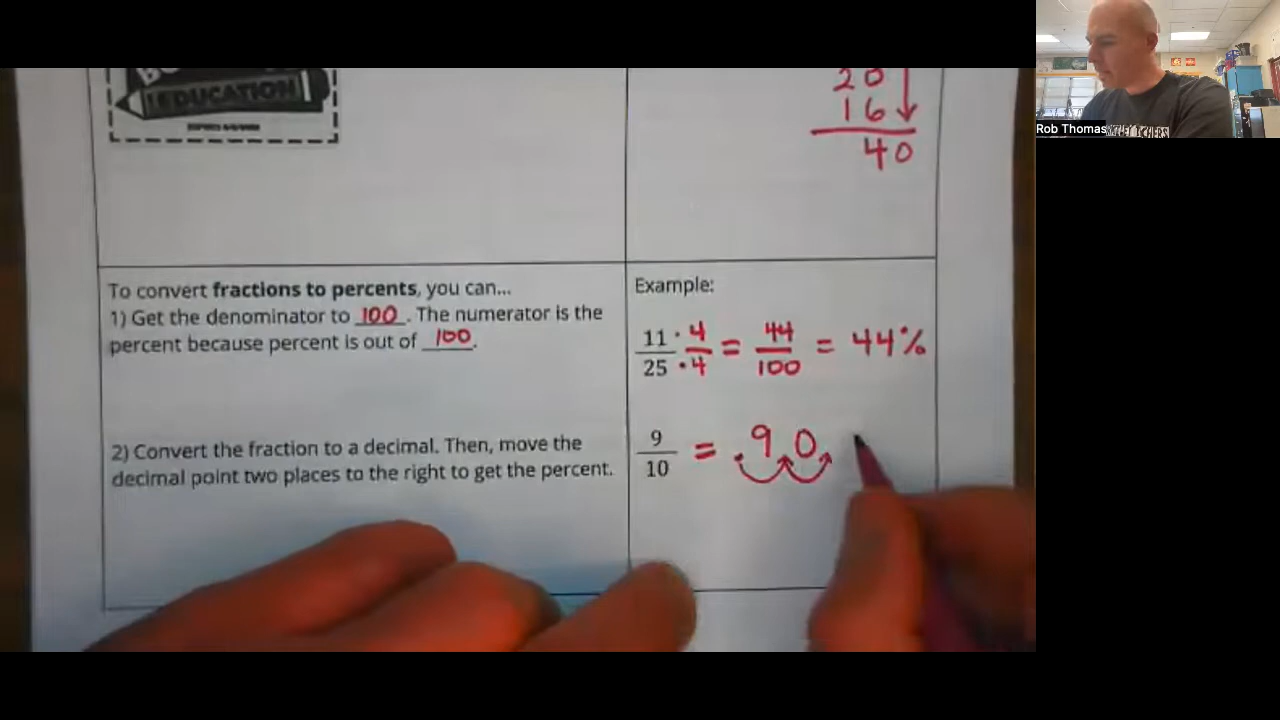 EDUCATION
20
16
40
Rob Thomas
To convert fractions to percents, you can...
1) Get the denominator to 100. The numerator is the
percent because percent is out of 100.
Example:
11/25 · 4/4 = 44/100 = 44%
2) Convert the fraction to a decimal. Then, move the
decimal point two places to the right to get the percent.
9/10 = .90